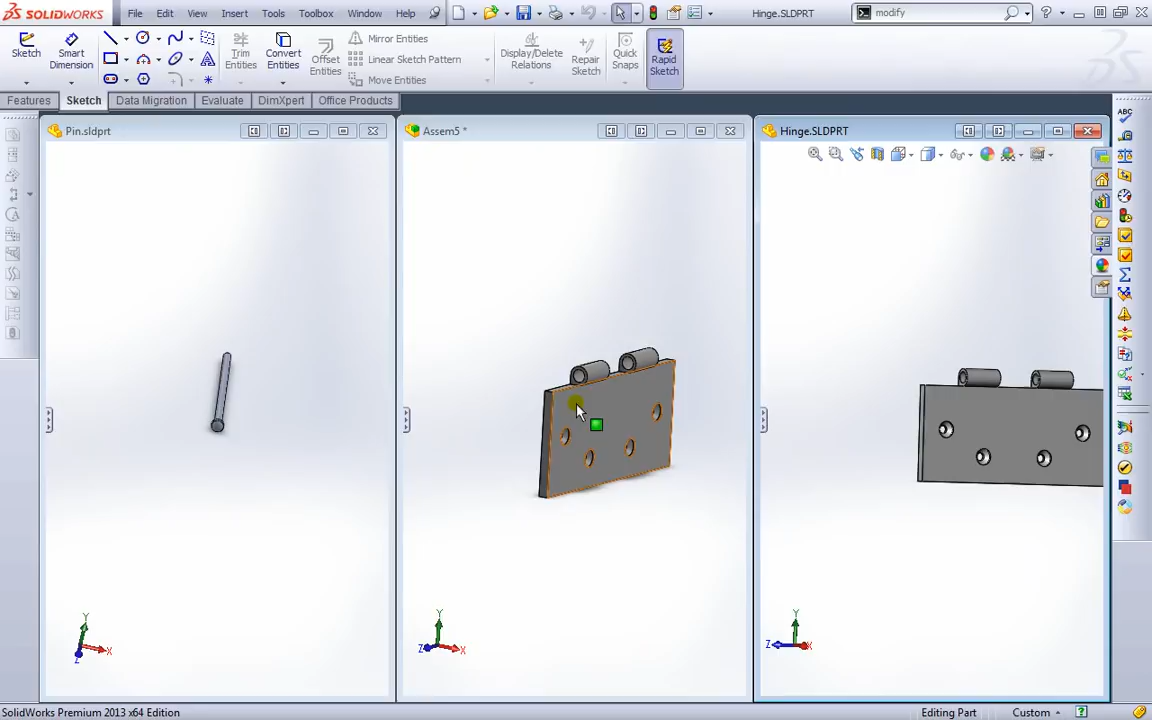 SOLIDWORKS File Edit View Insert Tools Toolbox Window Help Hinge.SLDPRT modify
Sketch Smart Dimension Trim Entities Convert Entities Offset Entities Mirror Entities Linear Sketch Pattern Move Entities Display/Delete Relations Repair Sketch Quick Snaps Rapid Sketch
Features Sketch Data Migration Evaluate DimXpert Office Products
Pin.sldprt Assem5 * Hinge.SLDPRT
ABC
Y X Z Y X Z Y X Z
SolidWorks Premium 2013 x64 Edition Editing Part Custom